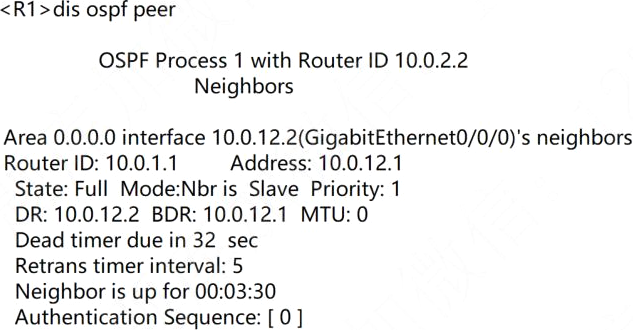 <R1>dis ospf peer
OSPF Process 1 with Router ID 10.0.2.2
Neighbors
Area 0.0.0.0 interface 10.0.12.2(GigabitEthernet0/0/0)'s neighbors
Router ID: 10.0.1.1 Address: 10.0.12.1
State: Full Mode:Nbr is Slave Priority: 1
DR: 10.0.12.2 BDR: 10.0.12.1 MTU: 0
Dead timer due in 32 sec
Retrans timer interval: 5
Neighbor is up for 00:03:30
Authentication Sequence: [ 0 ]